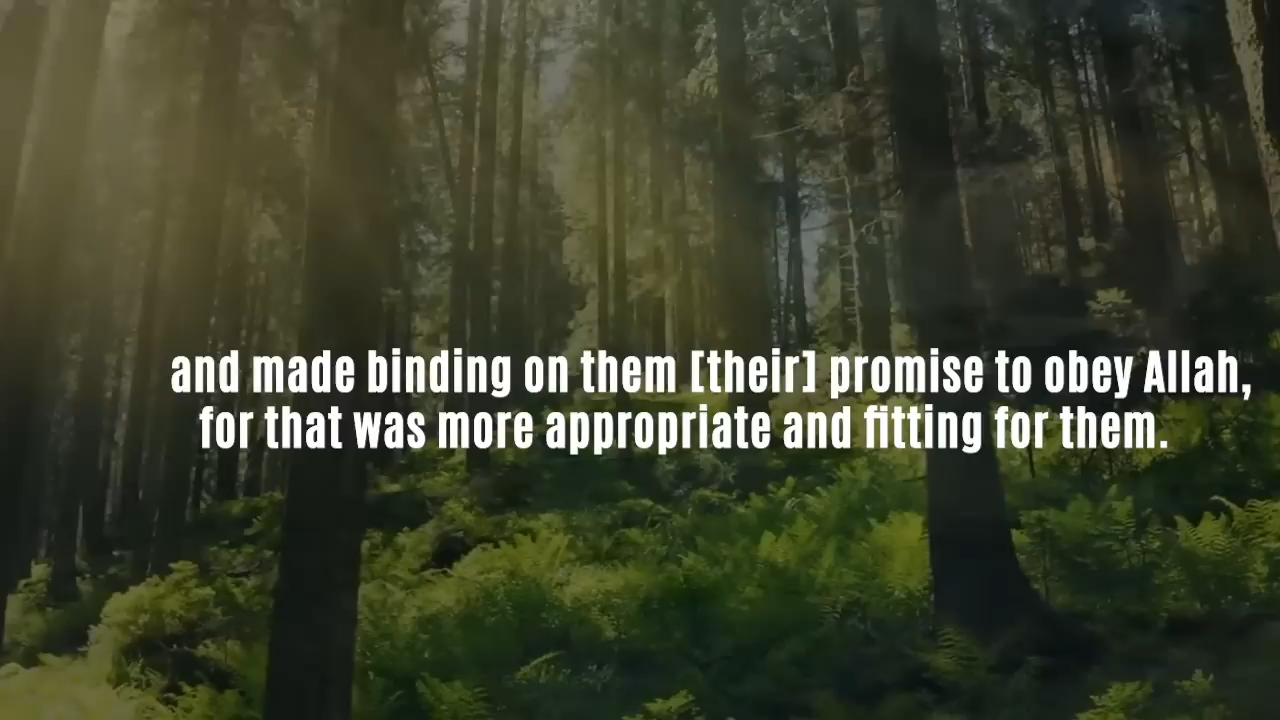 and made binding on them [their] promise to obey Allah,
for that was more appropriate and fitting for them.